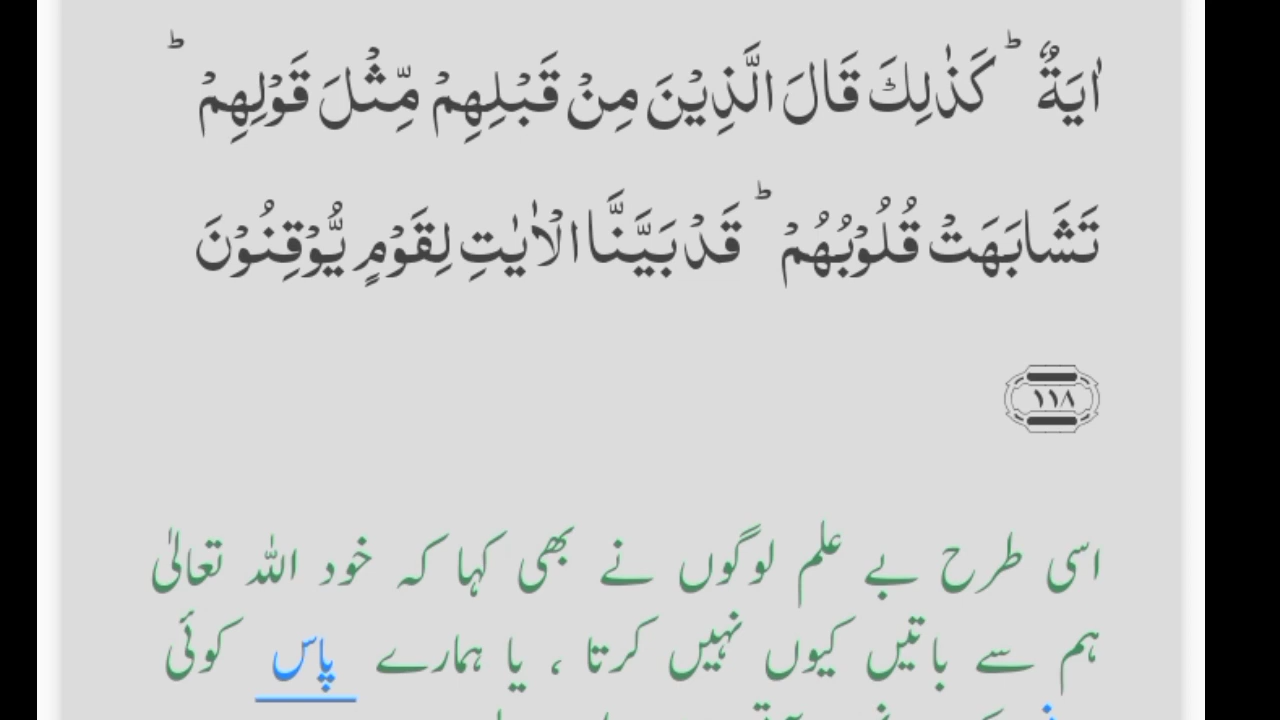 اٰيَةٌ ؕ كَذٰلِكَ قَالَ الَّذِيْنَ مِنْ قَبْلِهِمْ مِّثْلَ قَوْلِهِمْ ؕ
تَشَابَهَتْ قُلُوْبُهُمْ ؕ قَدْ بَيَّنَّا الْاٰيٰتِ لِقَوْمٍ يُّوْقِنُوْنَ
١١٨
اسی طرح بے علم لوگوں نے بھی کہا کہ خود اللہ تعالیٰ
ہم سے باتیں کیوں نہیں کرتا ، یا ہمارے پاس کوئی